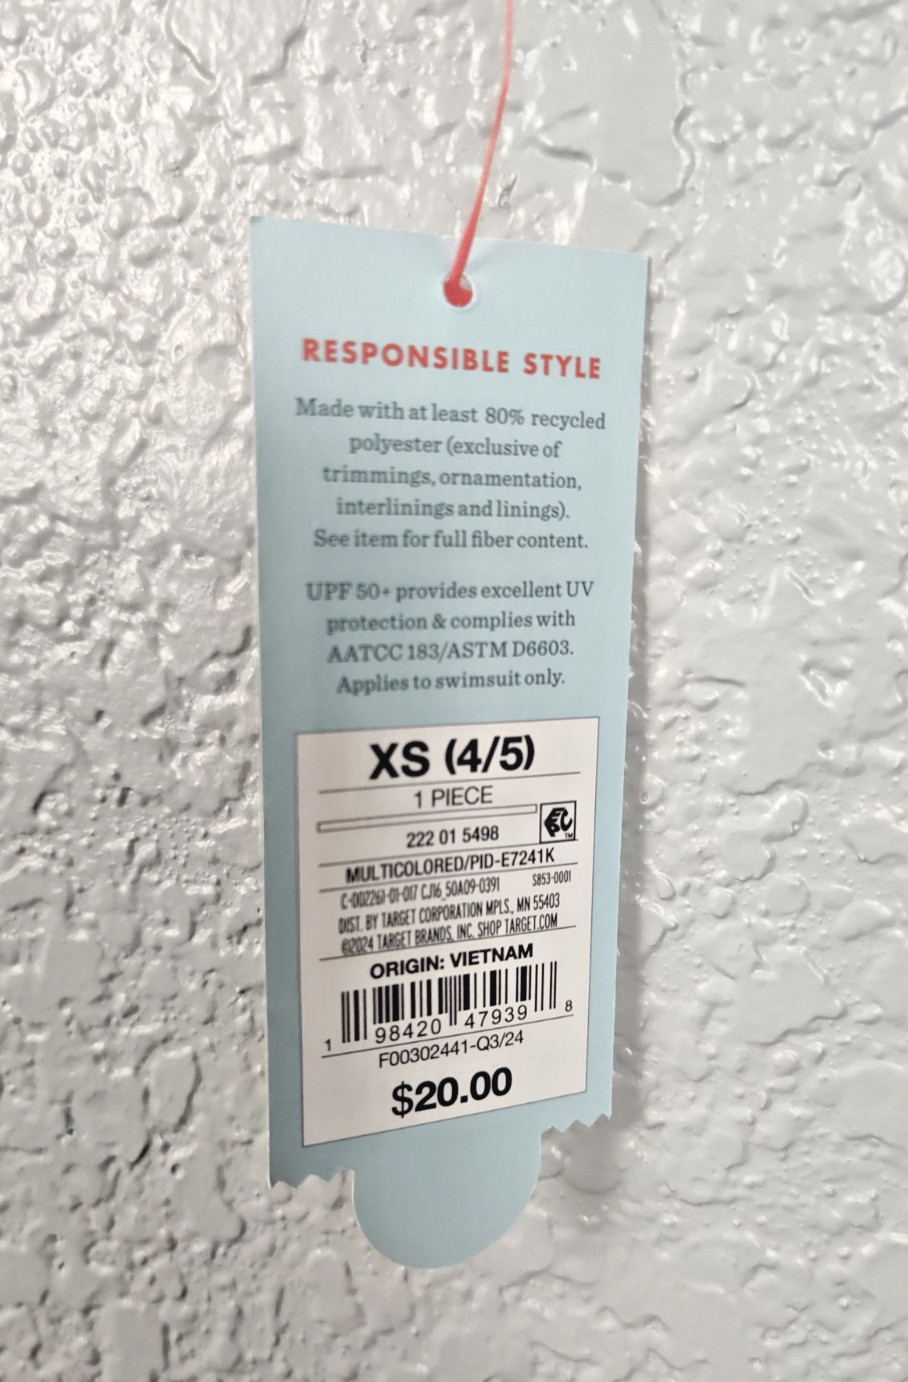 RESPONSIBLE STYLE
Made with at least 80% recycled
polyester (exclusive of
trimmings, ornamentation,
interlinings and linings).
See item for full fiber content.
UPF 50+ provides excellent UV
protection & complies with
AATCC 183/ASTM D6603.
Applies to swimsuit only.
XS (4/5)
1 PIECE
222 01 5498
MULTICOLORED/PID-E7241K
C-002261-01-017 CJ16_50A09-0391 S853-0001
DIST. BY TARGET CORPORATION MPLS., MN 55403
©2024 TARGET BRANDS, INC. SHOP TARGET.COM
ORIGIN: VIETNAM
1 98420 47939 8
F00302441-Q3/24
$20.00